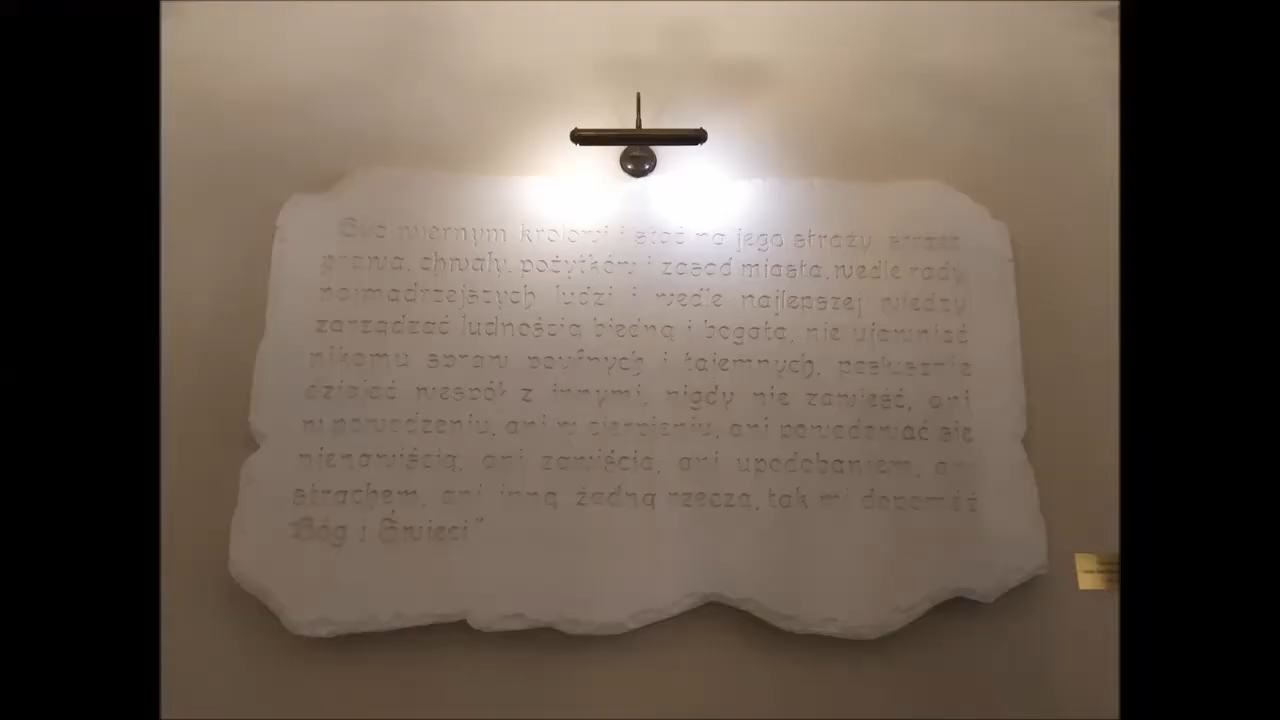 Być wiernym królowi i stać na jego straży strzec
prawa, chwały, pożytków i zasad miasta, wedle rady
najmądrzejszych ludzi i wedle najlepszej wiedzy
zarządzać ludnością biedną i bogatą, nie ujawniać
nikomu spraw poufnych i tajemnych, posłusznie
działać wespół z innymi, nigdy nie zawieść, ani
w powodzeniu, ani w cierpieniu, ani powodować się
nienawiścią, ani zawiścią, ani upodobaniem, ani
strachem, ani inną żadną rzeczą, tak mi dopomóż
Bóg i Święci"